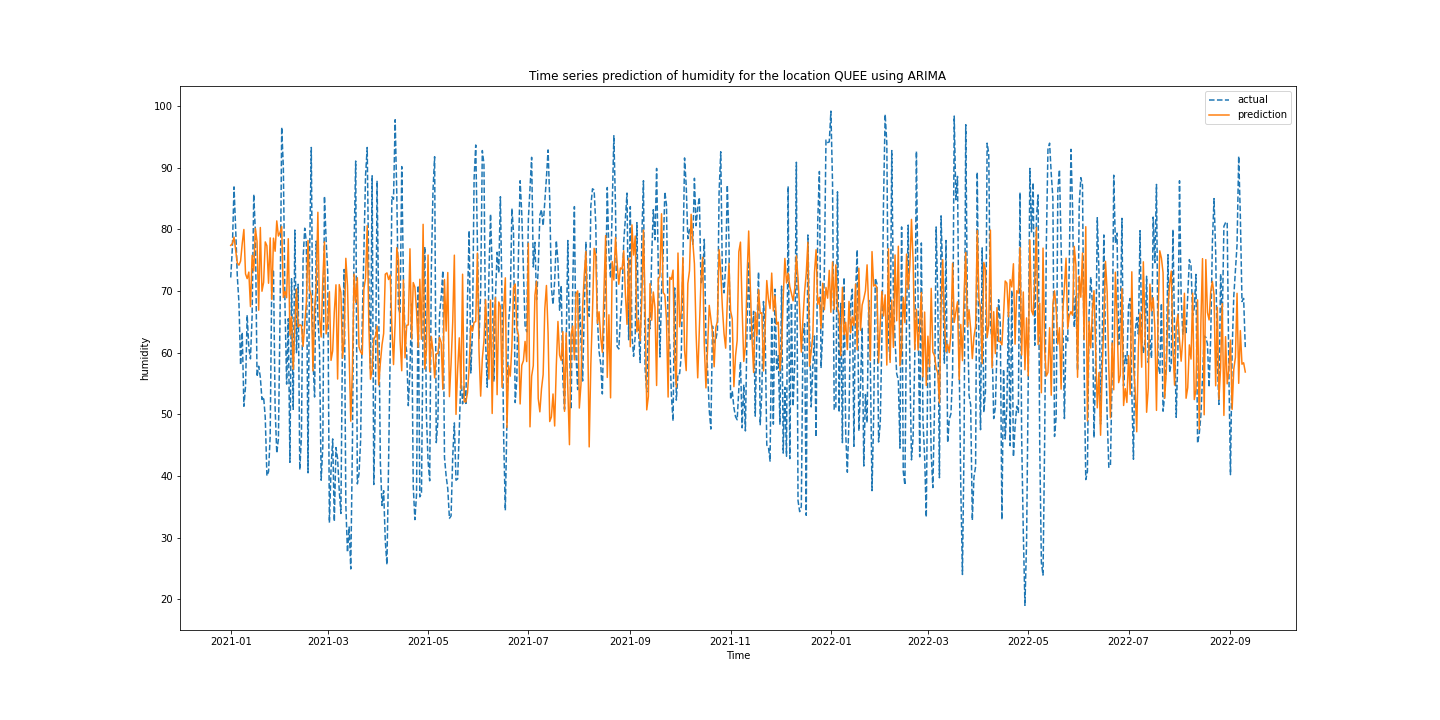 Time series prediction of humidity for the location QUEE using ARIMA
actual
prediction
100
90
80
70
60
50
40
30
20
humidity
2021-01 2021-03 2021-05 2021-07 2021-09 2021-11 2022-01 2022-03 2022-05 2022-07 2022-09
Time